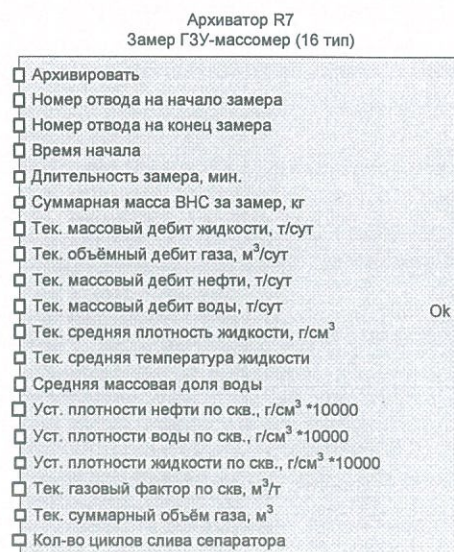 Архиватор R7
Замер ГЗУ-массомер (16 тип)
Архивировать
Номер отвода на начало замера
Номер отвода на конец замера
Время начала
Длительность замера, мин.
Суммарная масса ВНС за замер, кг
Тек. массовый дебит жидкости, т/сут
Тек. объёмный дебит газа, м³/сут
Тек. массовый дебит нефти, т/сут
Тек. массовый дебит воды, т/сут
Ok
Тек. средняя плотность жидкости, г/см³
Тек. средняя температура жидкости
Средняя массовая доля воды
Уст. плотности нефти по скв., г/см³ *10000
Уст. плотности воды по скв., г/см³ *10000
Уст. плотности жидкости по скв., г/см³ *10000
Тек. газовый фактор по скв, м³/т
Тек. суммарный объём газа, м³
Кол-во циклов слива сепаратора